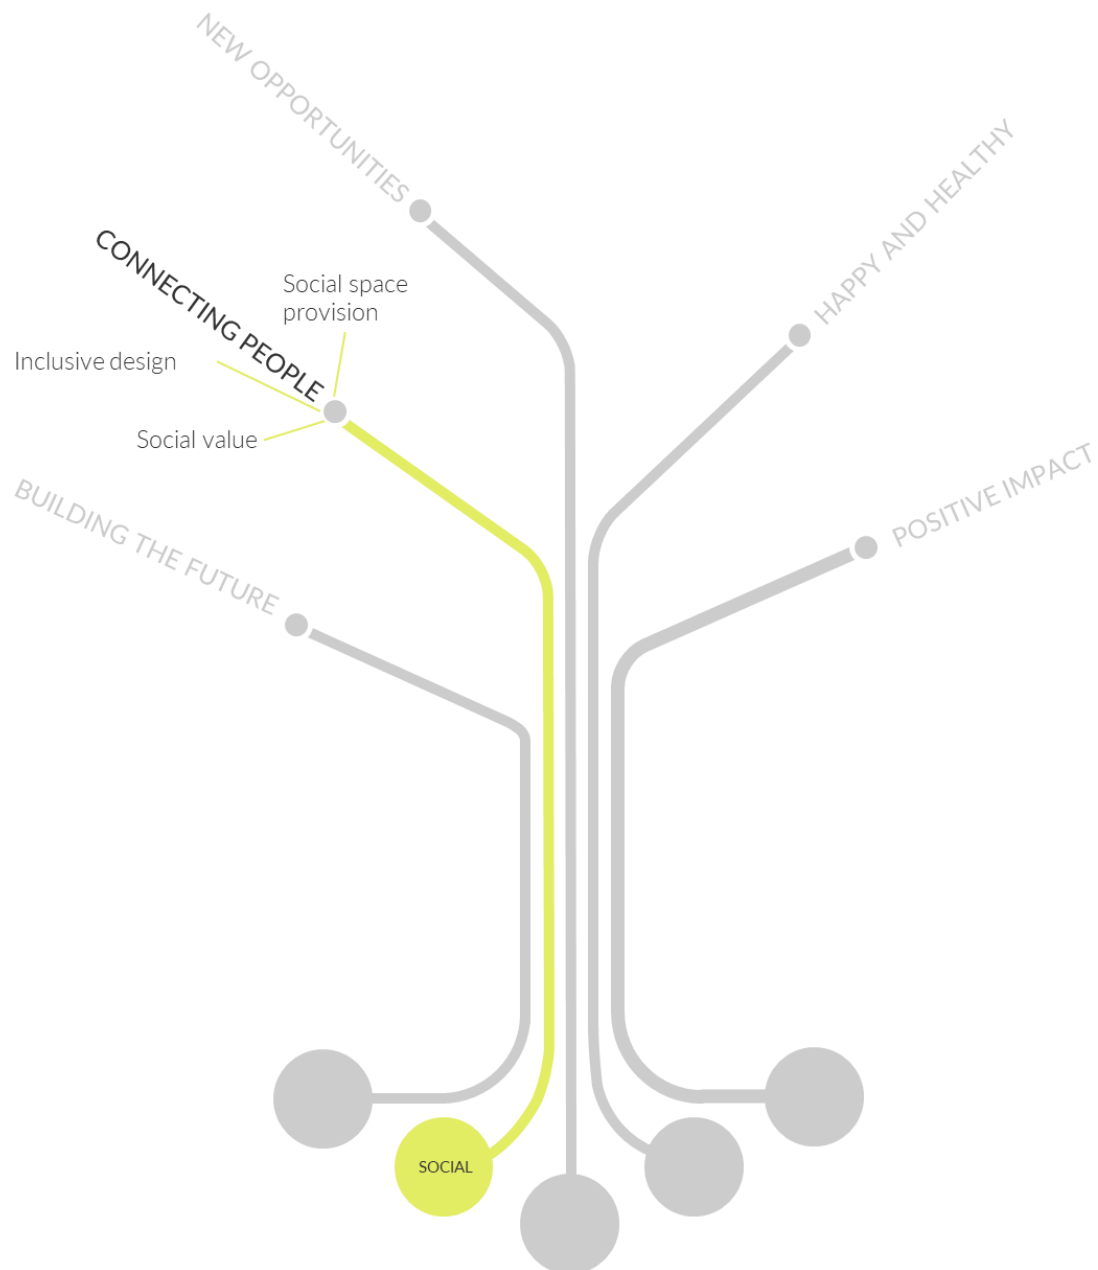 NEW OPPORTUNITIES
HAPPY AND HEALTHY
CONNECTING PEOPLE
Social space
provision
Inclusive design
Social value
POSITIVE IMPACT
BUILDING THE FUTURE
SOCIAL